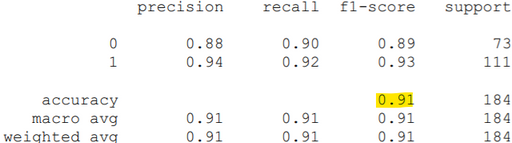 precision recall f1-score support
0 0.88 0.90 0.89 73
1 0.94 0.92 0.93 111
accuracy 0.91 184
macro avg 0.91 0.91 0.91 184
weighted avg 0.91 0.91 0.91 184